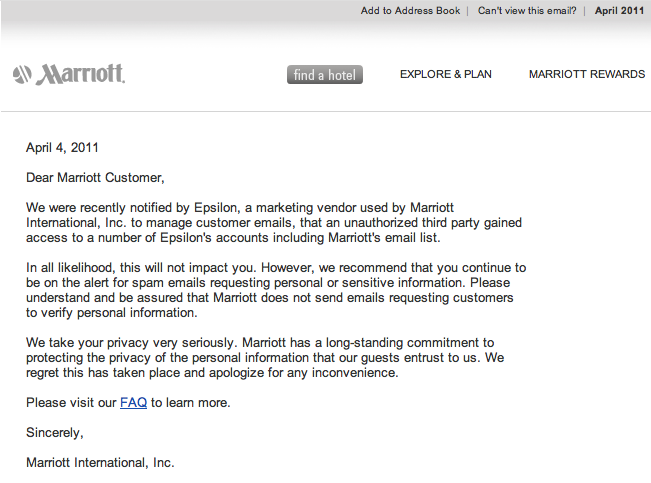 Add to Address Book | Can't view this email? | April 2011
Marriott. find a hotel EXPLORE & PLAN MARRIOTT REWARDS
April 4, 2011
Dear Marriott Customer,
We were recently notified by Epsilon, a marketing vendor used by Marriott
International, Inc. to manage customer emails, that an unauthorized third party gained
access to a number of Epsilon's accounts including Marriott's email list.
In all likelihood, this will not impact you. However, we recommend that you continue to
be on the alert for spam emails requesting personal or sensitive information. Please
understand and be assured that Marriott does not send emails requesting customers
to verify personal information.
We take your privacy very seriously. Marriott has a long-standing commitment to
protecting the privacy of the personal information that our guests entrust to us. We
regret this has taken place and apologize for any inconvenience.
Please visit our FAQ to learn more.
Sincerely,
Marriott International, Inc.